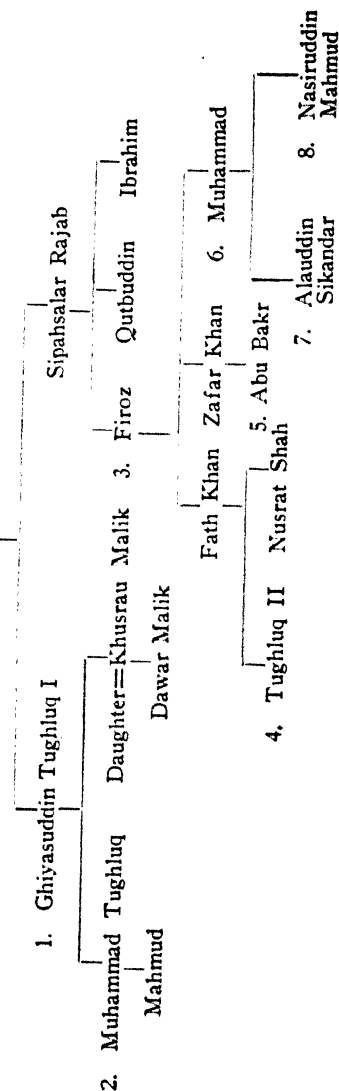 1. Ghiyasuddin Tughluq I
Sipahsalar Rajab
2. Muhammad Tughluq
Daughter=Khusrau Malik
3. Firoz
Qutbuddin
Ibrahim
Mahmud
Dawar Malik
Fath Khan
Zafar Khan
6. Muhammad
4. Tughluq II
Nusrat Shah
5. Abu Bakr
7. Alauddin
Sikandar
8. Nasiruddin
Mahmud